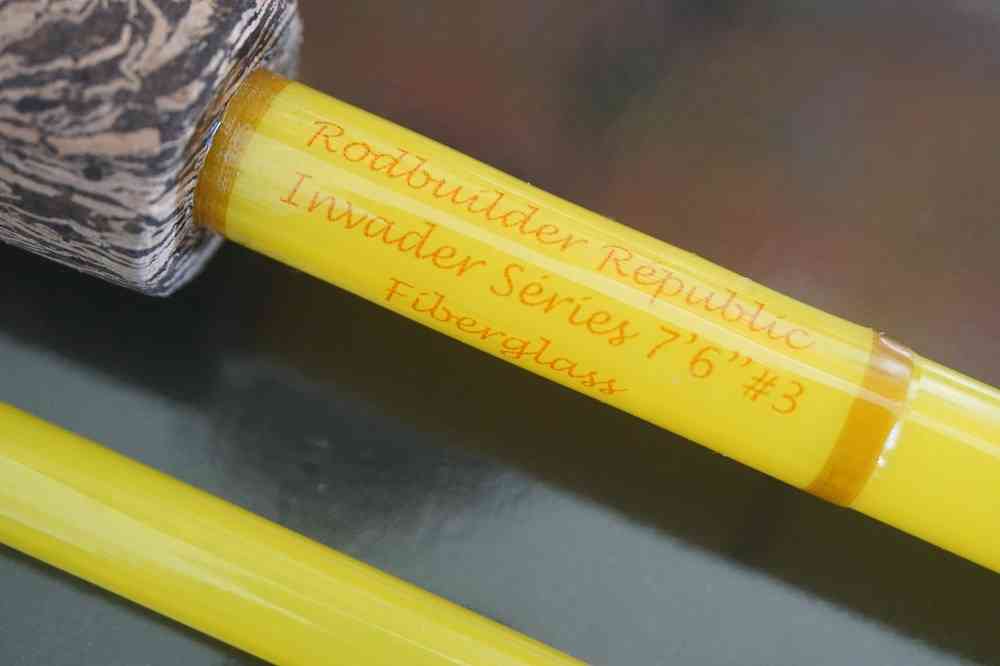 Rodbuilder Republic
Invader Séries 7'6" #3
Fiberglass